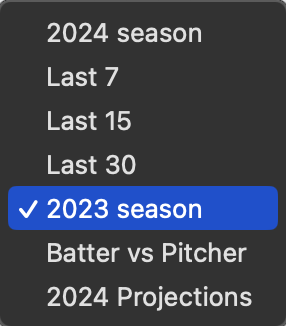 2024 season
Last 7
Last 15
Last 30
2023 season
Batter vs Pitcher
2024 Projections